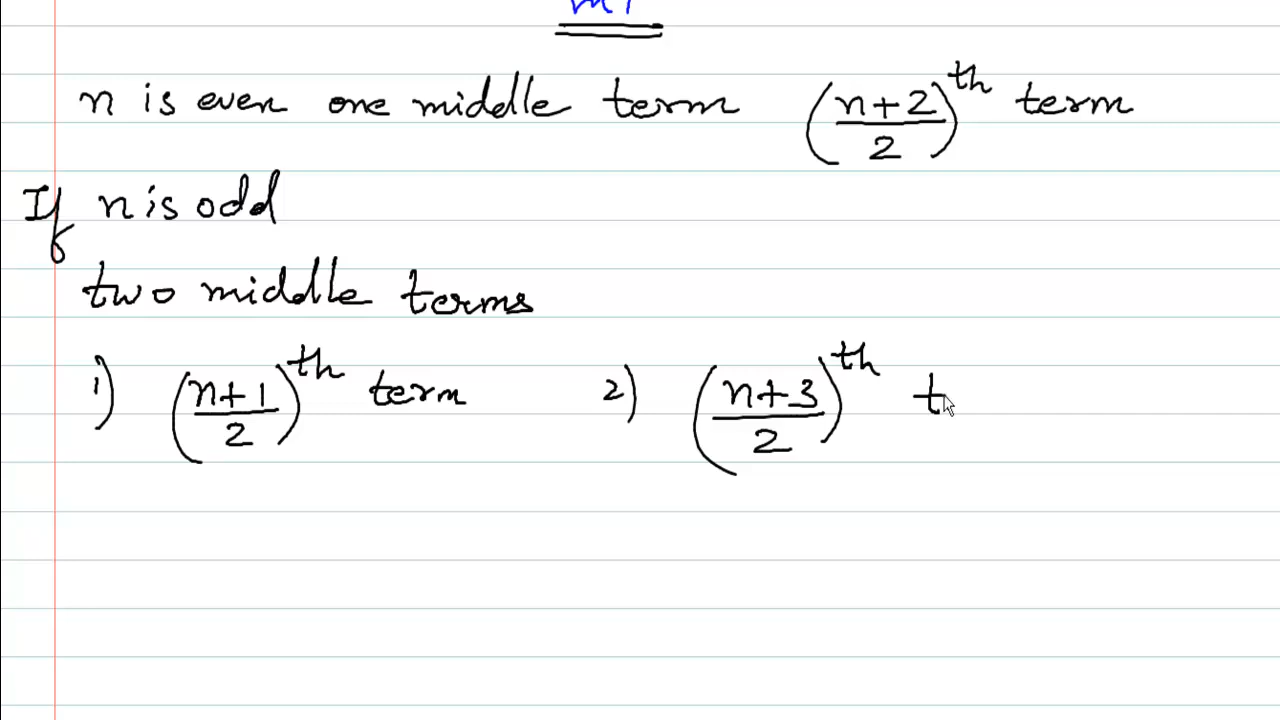 n is even one middle term (n+2/2)th term
If n is odd
two middle terms
1) (n+1/2)th term 2) (n+3/2)th t